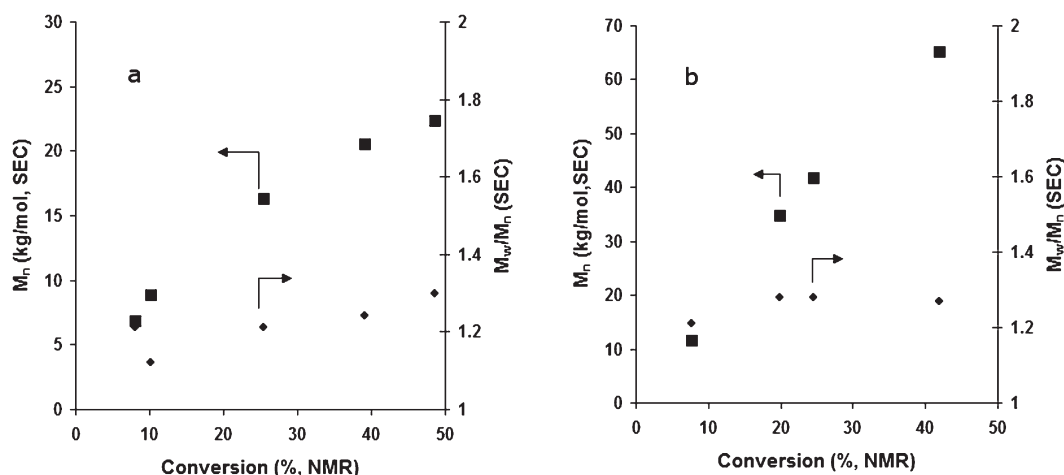 a
30
25
20
15
10
5
0
Mn (kg/mol, SEC)
2
1.8
1.6
1.4
1.2
1
Mw/Mn (SEC)
0 10 20 30 40 50
Conversion (%, NMR)
b
70
60
50
40
30
20
10
0
Mn (kg/mol,SEC)
2
1.8
1.6
1.4
1.2
1
Mw/Mn (SEC)
0 10 20 30 40 50
Conversion (%, NMR)